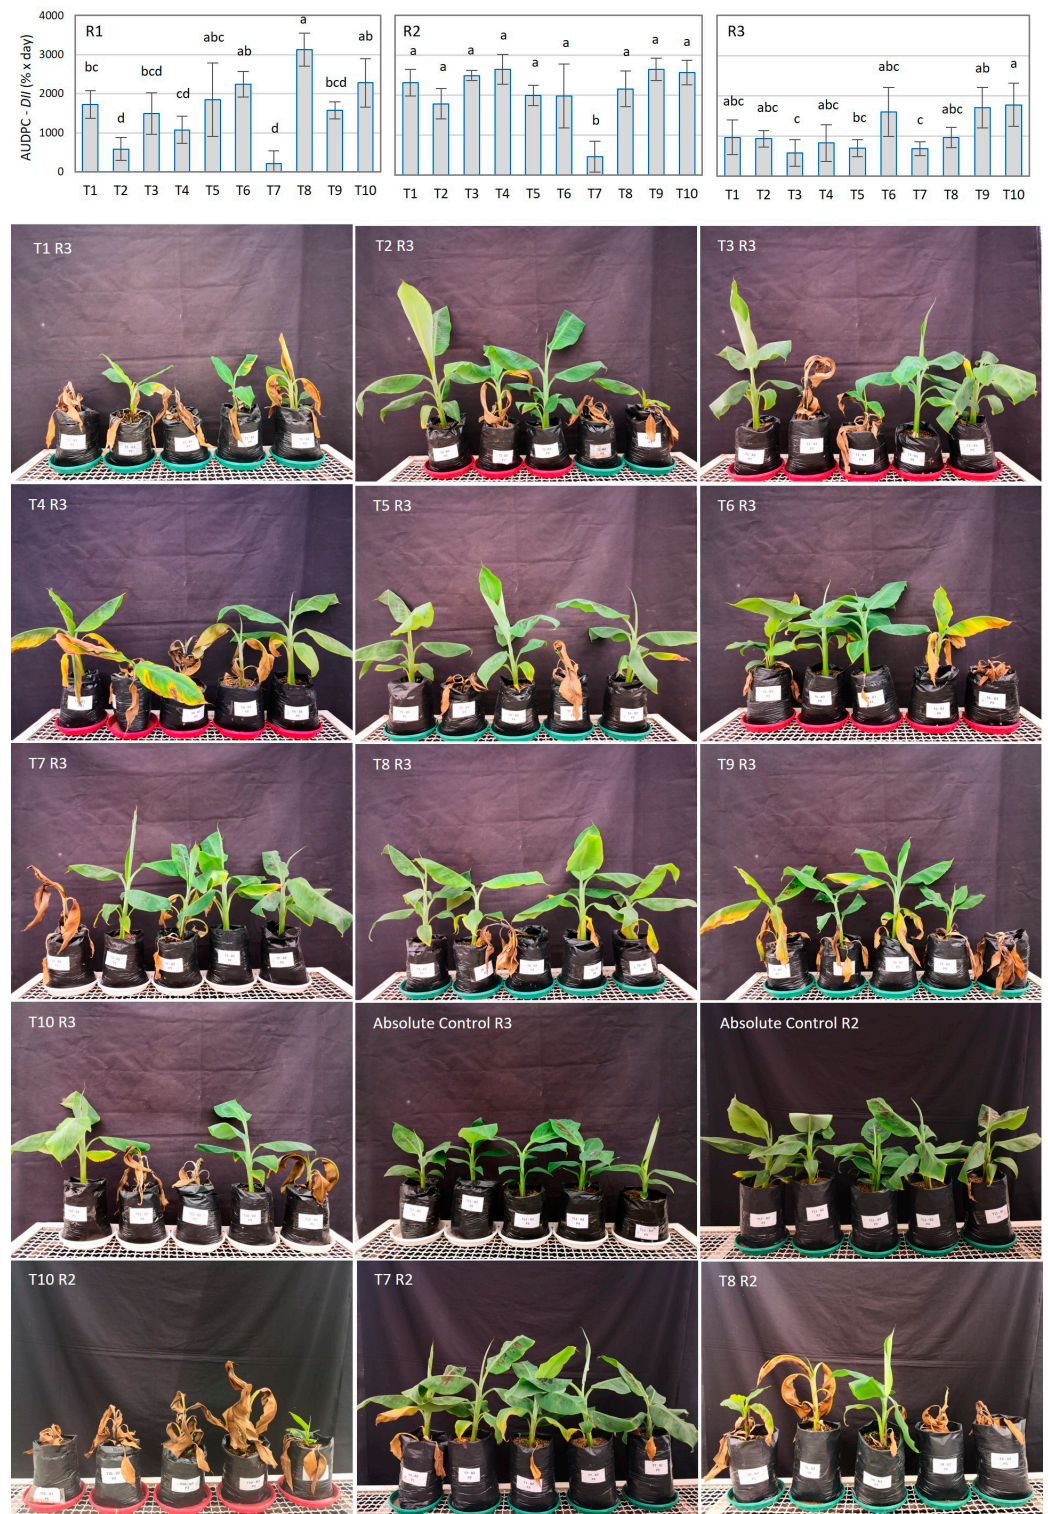 AUDPC - DII (% x day)
4000
3000
2000
1000
0
R1
bc
d
bcd
cd
abc
ab
d
a
bcd
ab
T1 T2 T3 T4 T5 T6 T7 T8 T9 T10
R2
a
a
a
a
a
a
b
a
a
a
T1 T2 T3 T4 T5 T6 T7 T8 T9 T10
R3
abc
abc
c
abc
bc
abc
c
abc
ab
a
T1 T2 T3 T4 T5 T6 T7 T8 T9 T10
T1 R3
T2 R3
T3 R3
T4 R3
T5 R3
T6 R3
T7 R3
T8 R3
T9 R3
T10 R3
Absolute Control R3
Absolute Control R2
T10 R2
T7 R2
T8 R2